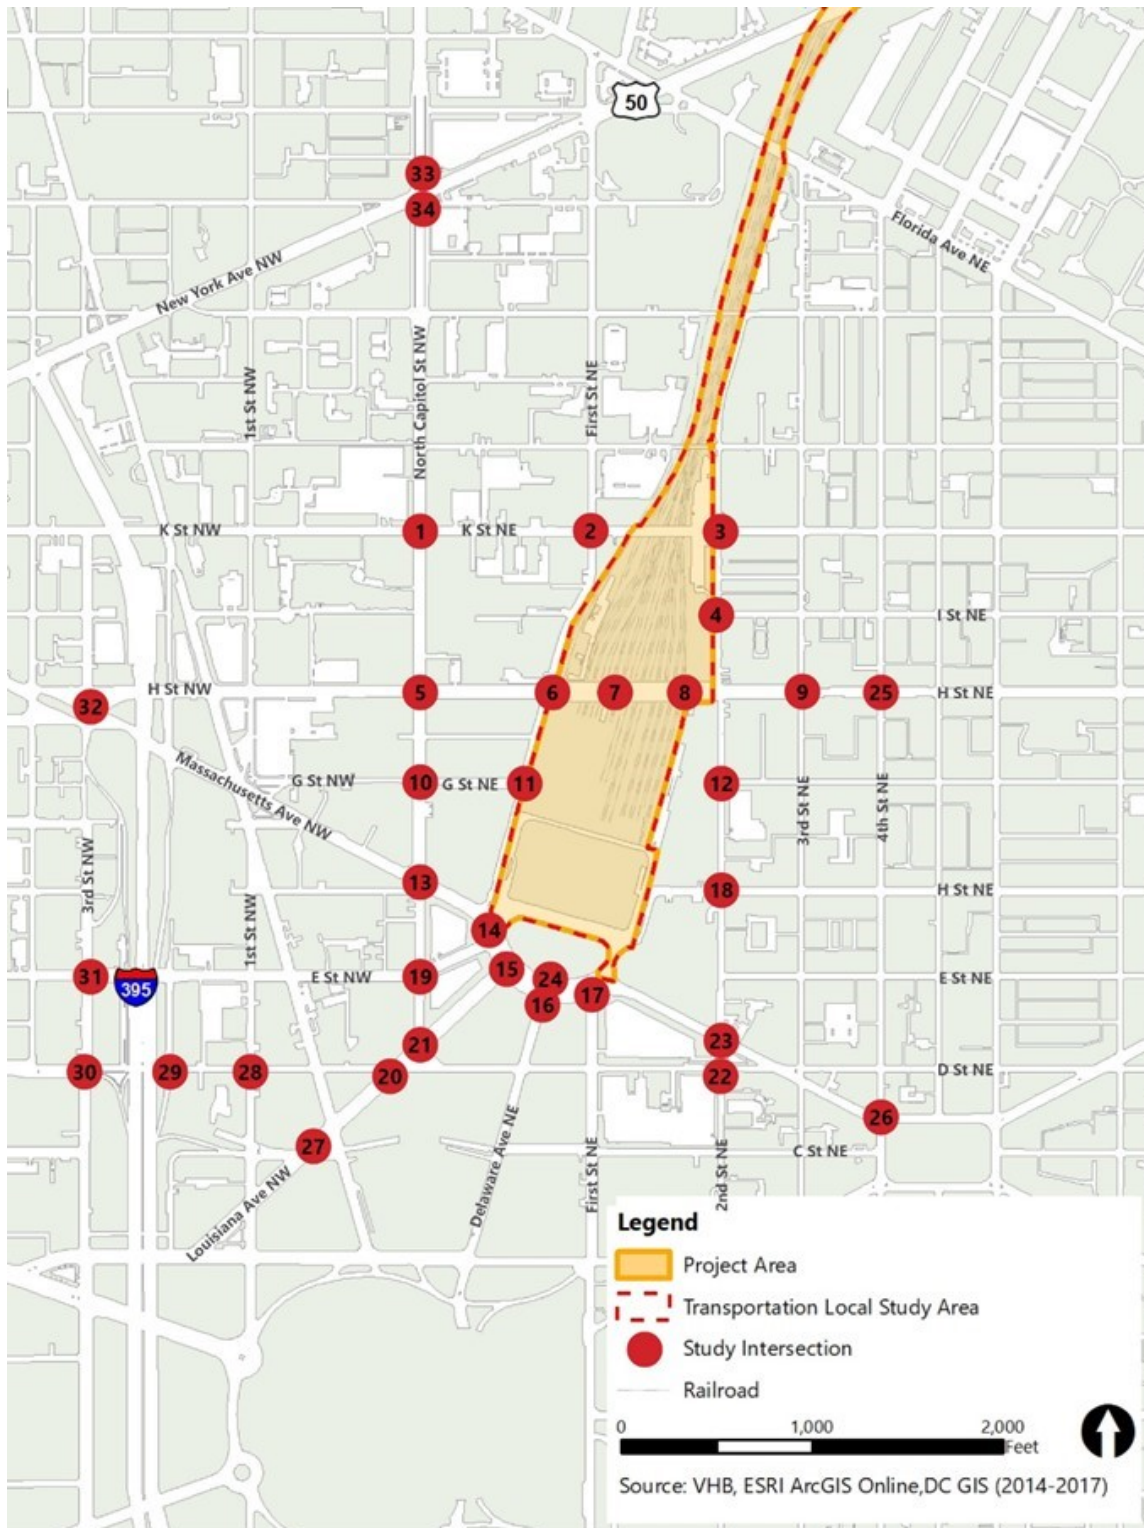 50
33
34
Florida Ave NE
New York Ave NW
1st St NW
North Capitol St NW
First St NE
K St NW
1
K St NE
2
3
4
I St NE
H St NW
32
5
6
7
8
9
25
H St NE
Massachusetts Ave NW
G St NW
10
G St NE
11
12
3rd St NE
4th St NE
3rd St NW
13
18
H St NE
1st St NW
14
31
395
E St NW
19
15
24
16
17
E St NE
21
23
30
29
28
20
22
D St NE
26
27
Louisiana Ave NW
Delaware Ave NE
First St NE
2nd St NE
C St NE
Legend
Project Area
Transportation Local Study Area
Study Intersection
Railroad
0 1,000 2,000
Feet
Source: VHB, ESRI ArcGIS Online,DC GIS (2014-2017)